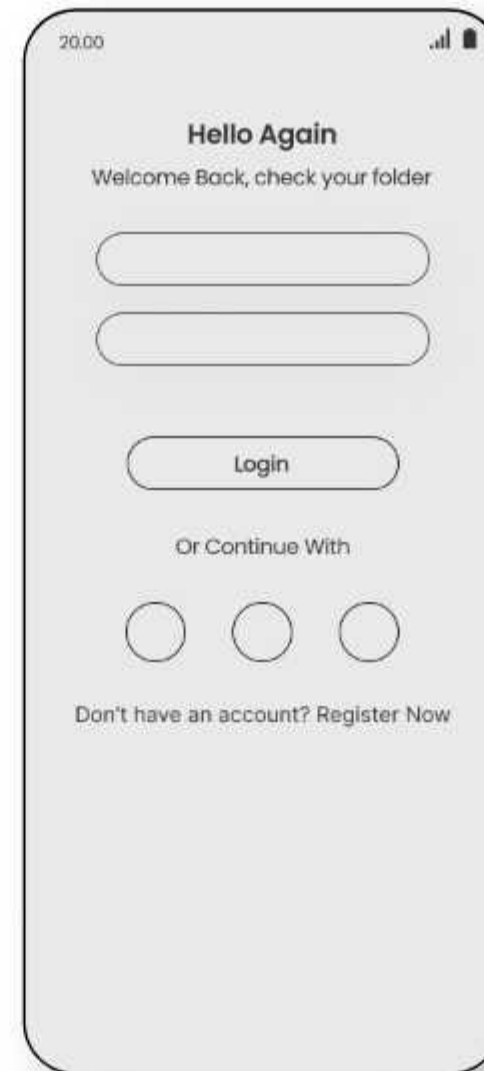 20.00
Hello Again
Welcome Back, check your folder
Login
Or Continue With
Don't have an account? Register Now